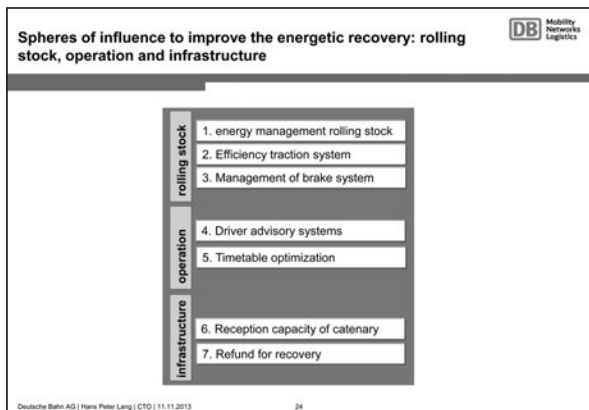 Spheres of influence to improve the energetic recovery: rolling
stock, operation and infrastructure
DB
Mobility
Networks
Logistics
rolling stock
1. energy management rolling stock
2. Efficiency traction system
3. Management of brake system
operation
4. Driver advisory systems
5. Timetable optimization
infrastructure
6. Reception capacity of catenary
7. Refund for recovery
Deutsche Bahn AG | Hans Peter Lang | CTO | 11.11.2013
24